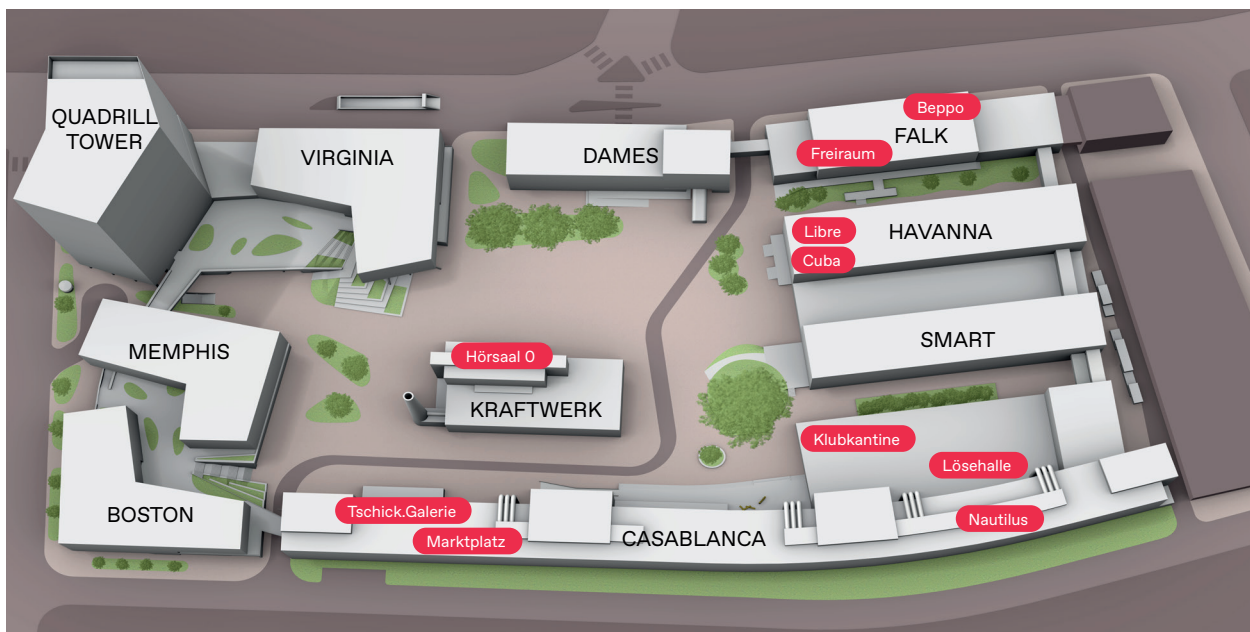 QUADRILL
TOWER
VIRGINIA
DAMES
Beppo
FALK
Freiraum
Libre
HAVANNA
Cuba
MEMPHIS
Hörsaal 0
SMART
KRAFTWERK
Klubkantine
Lösehalle
BOSTON
Tschick.Galerie
Marktplatz
CASABLANCA
Nautilus